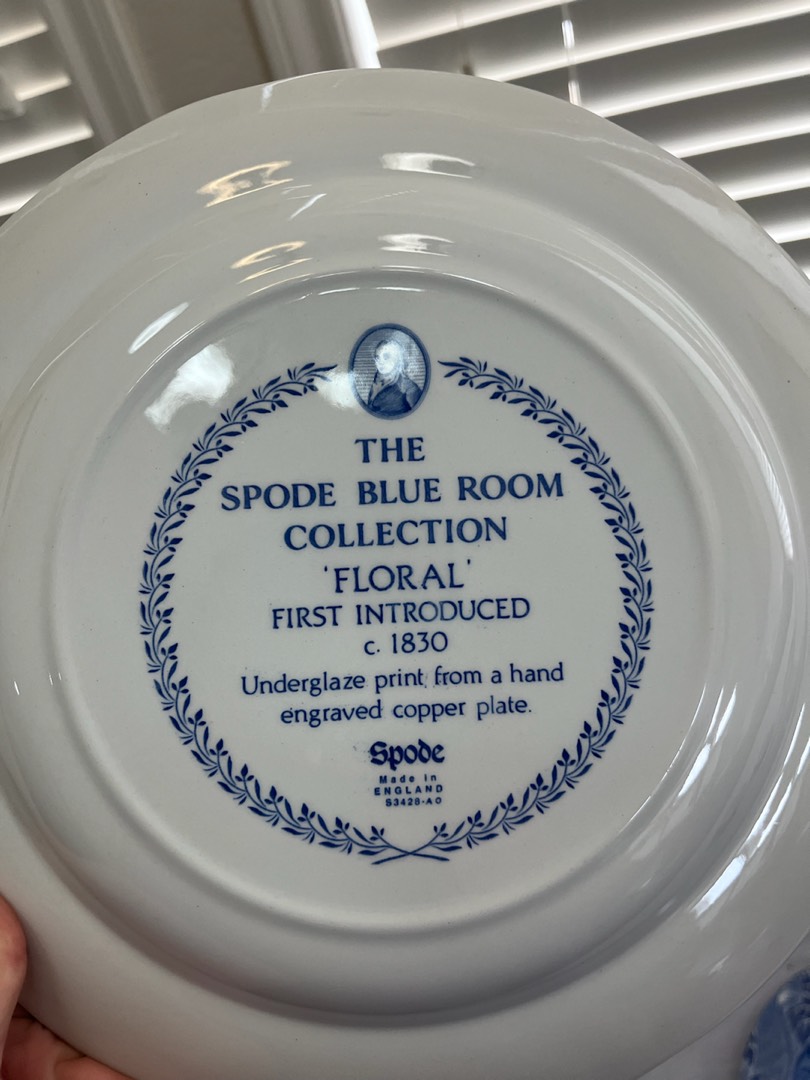 THE
SPODE BLUE ROOM
COLLECTION
'FLORAL'
FIRST INTRODUCED
c. 1830
Underglaze print from a hand
engraved copper plate.
Spode
Made in
ENGLAND
S3428-A0